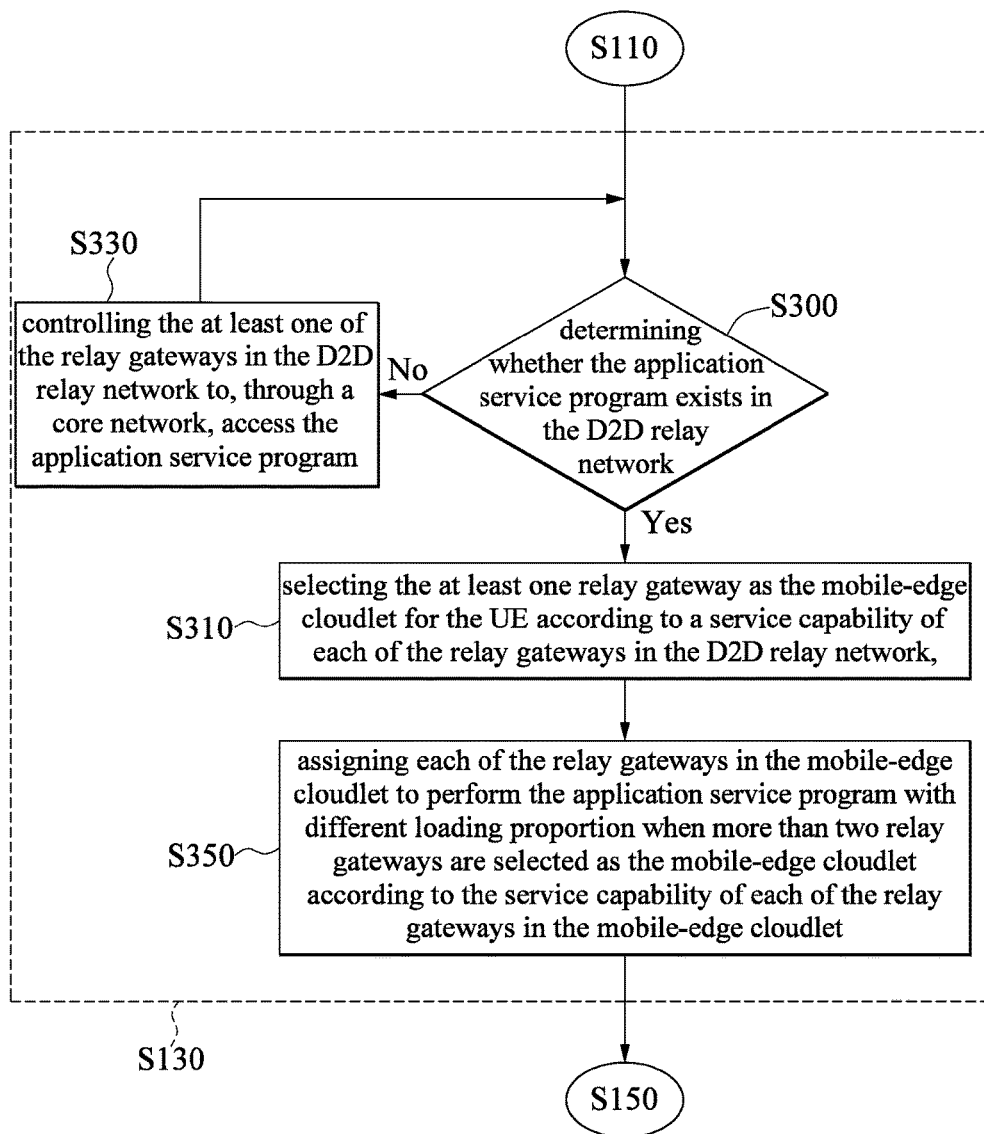 S110
S330
controlling the at least one of
the relay gateways in the D2D
relay network to, through a
core network, access the
application service program
No
S300
determining
whether the application
service program exists in
the D2D relay
network
Yes
S310
selecting the at least one relay gateway as the mobile-edge
cloudlet for the UE according to a service capability of
each of the relay gateways in the D2D relay network,
S350
assigning each of the relay gateways in the mobile-edge
cloudlet to perform the application service program with
different loading proportion when more than two relay
gateways are selected as the mobile-edge cloudlet
according to the service capability of each of the relay
gateways in the mobile-edge cloudlet
S130
S150